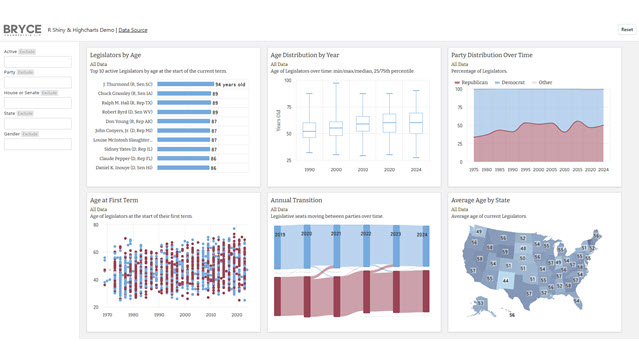 BRYCE
R Shiny & Highcharts Demo | Data Source
Reset
Active Exclude
Party Exclude
House or Senate Exclude
State Exclude
Gender Exclude
Legislators by Age
All Data
Top 10 active Legislators by age at the start of the current term.
J. Thurmond (R, Sen SC)
94 years old
Chuck Grassley (R, Sen IA)
89
Ralph M. Hall (R, Rep TX)
89
Robert Byrd (D, Sen WV)
89
Don Young (R, Rep AK)
87
John Conyers, Jr. (D, Rep MI)
87
Louise McIntosh Slaughter...
87
Sidney Yates (D, Rep IL)
87
Claude Pepper (D, Rep FL)
86
Daniel K. Inouye (D, Sen HI)
86
Age Distribution by Year
All Data
Age of Legislators over time: min/max/median, 25/75th percentile
Years Old
100
75
50
25
1990 2000 2010 2020 2024
Party Distribution Over Time
All Data
Percentage of Legislators.
Republican Democrat Other
100
75
50
25
0
1975 1980 1985 1990 1995 2000 2005 2010 2015 2020 2024
Age at First Term
All Data
Age of legislators at the start of their first term.
80
60
40
20
1970 1980 1990 2000 2010 2020
Annual Transition
All Data
Legislative seats moving between parties over time.
2019 2020 2021 2022 2023 2024
Average Age by State
All Data
Average age of current Legislators.
49
44
53
56